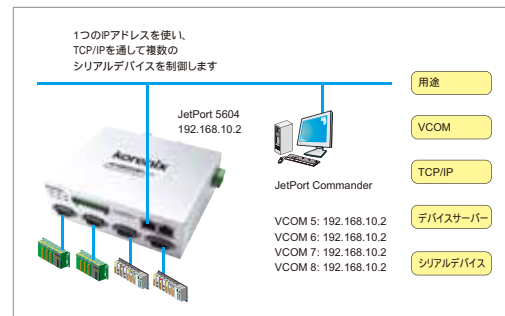 1つのIPアドレスを使い、
TCP/IPを通して複数の
シリアルデバイスを制御します
JetPort 5604
192.168.10.2
korenix
JetPort Commander
VCOM 5: 192.168.10.2
VCOM 6: 192.168.10.2
VCOM 7: 192.168.10.2
VCOM 8: 192.168.10.2
用途
VCOM
TCP/IP
デバイスサーバー
シリアルデバイス